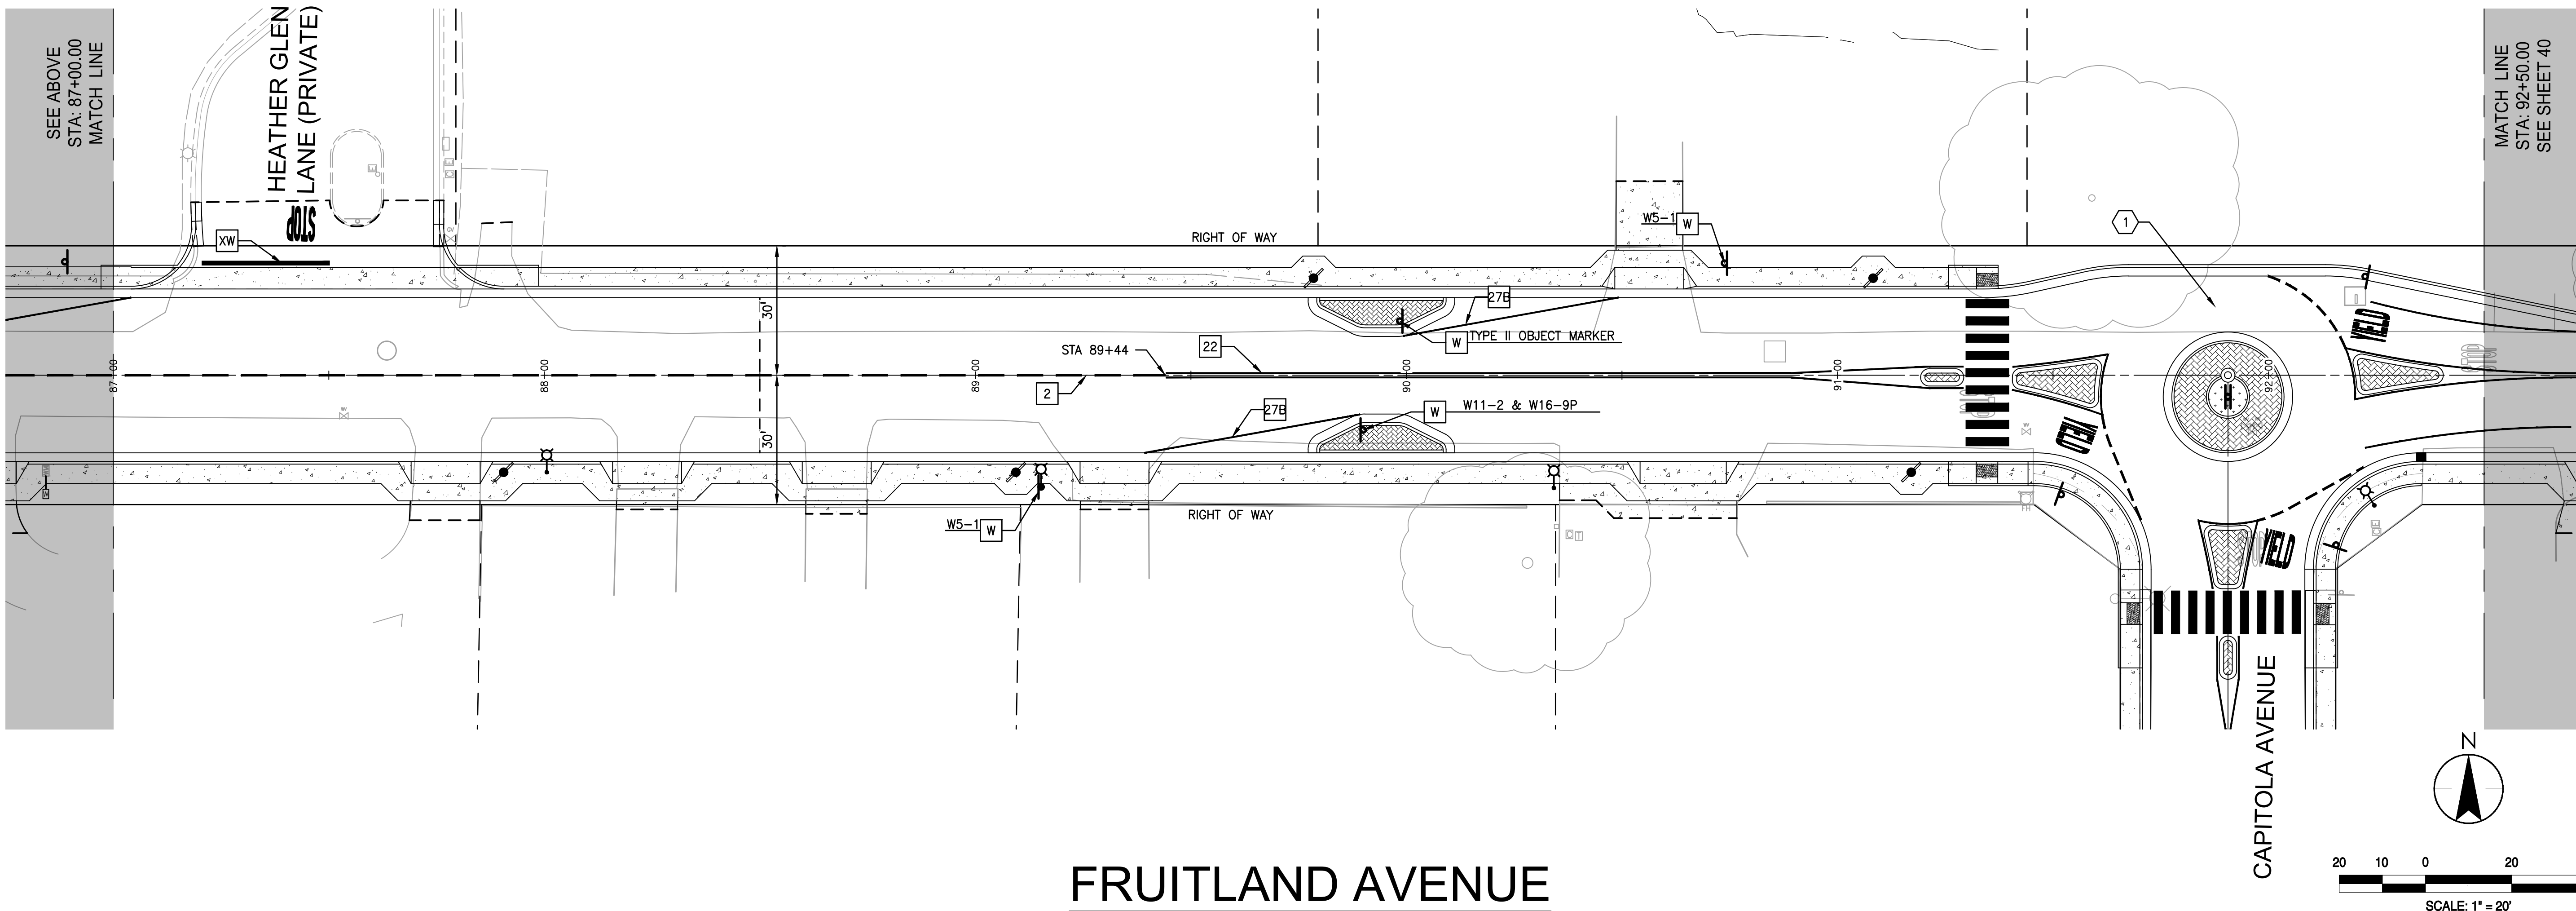 SEE ABOVE
STA: 87+00.00
MATCH LINE
HEATHER GLEN
LANE (PRIVATE)
STOP
XW
RIGHT OF WAY
W5-1
W
1
MATCH LINE
STA: 92+50.00
SEE SHEET 40
30'
27B
W
TYPE II OBJECT MARKER
STA 89+44
22
2
87+00
88+00
89+00
90+00
91+00
92+00
YIELD
STOP
30'
27B
W
W11-2 & W16-9P
STOP
YIELD
W5-1
W
RIGHT OF WAY
FH
YIELD
CAPITOLA AVENUE
N
FRUITLAND AVENUE
20 10 0 20
SCALE: 1" = 20'